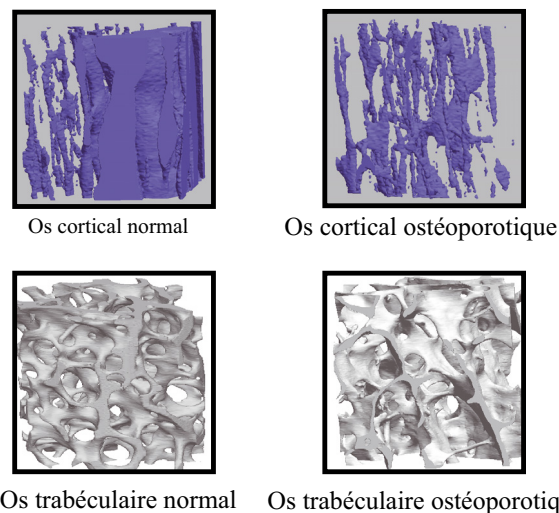 Os cortical normal
Os cortical ostéoporotique
Os trabéculaire normal
Os trabéculaire ostéoporotiq